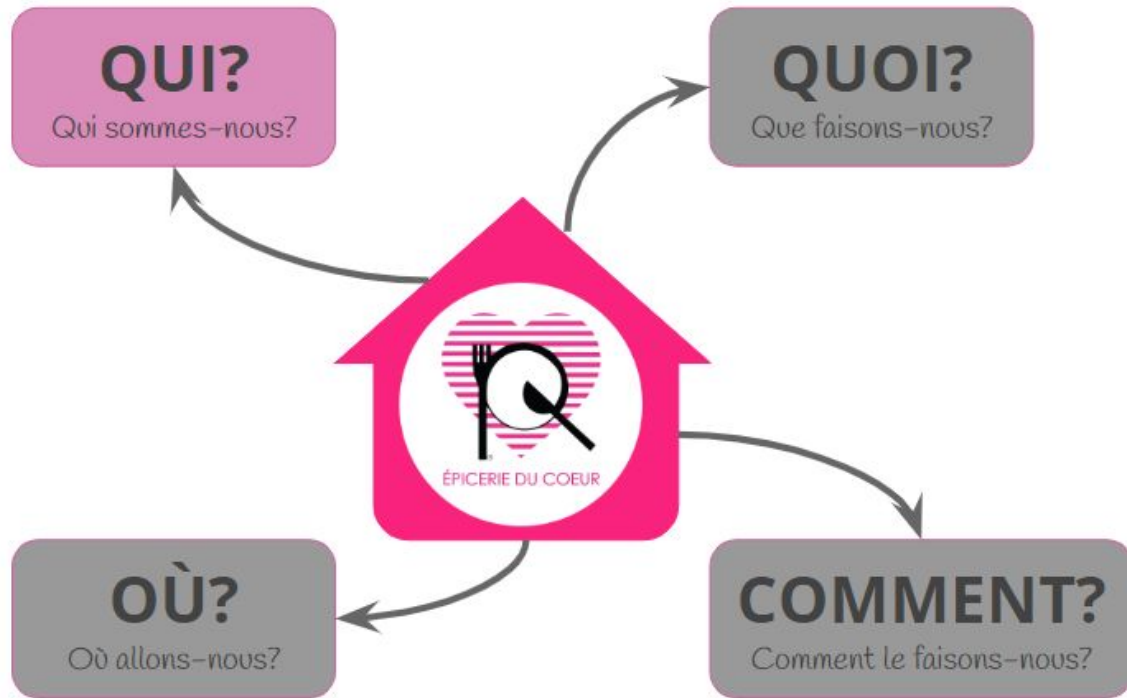 QUI?
Qui sommes-nous?
QUOI?
Que faisons-nous?
ÉPICERIE DU COEUR
OÙ?
Où allons-nous?
COMMENT?
Comment le faisons-nous?